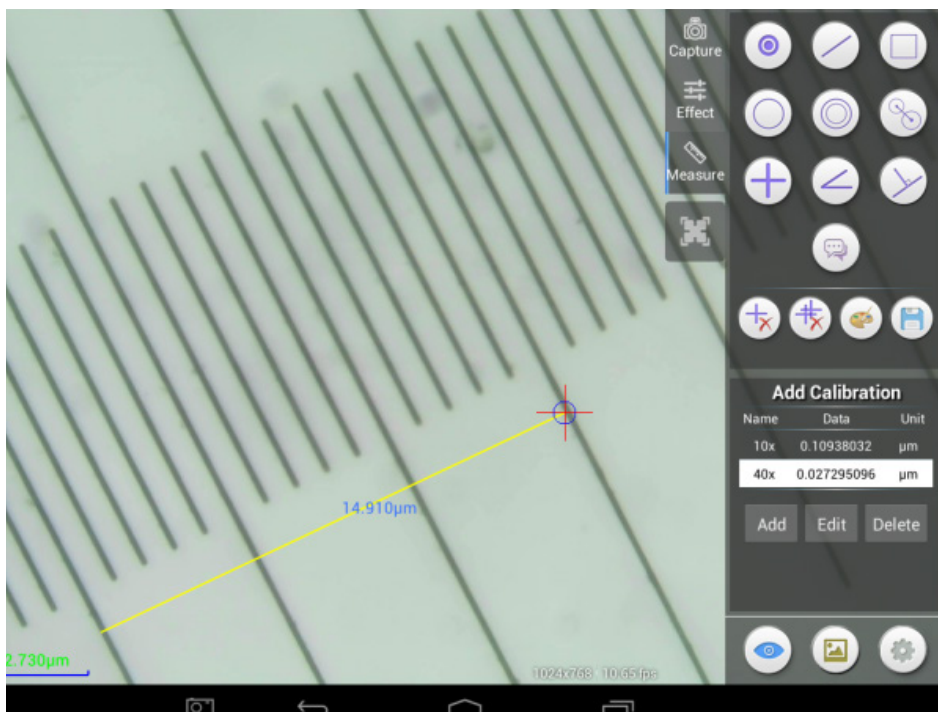 Capture
Effect
Measure
14.910µm
2.730µm
1024x768 10.65fps
Add Calibration
Name Data Unit
10x 0.10938032 µm
40x 0.027295096 µm
Add Edit Delete